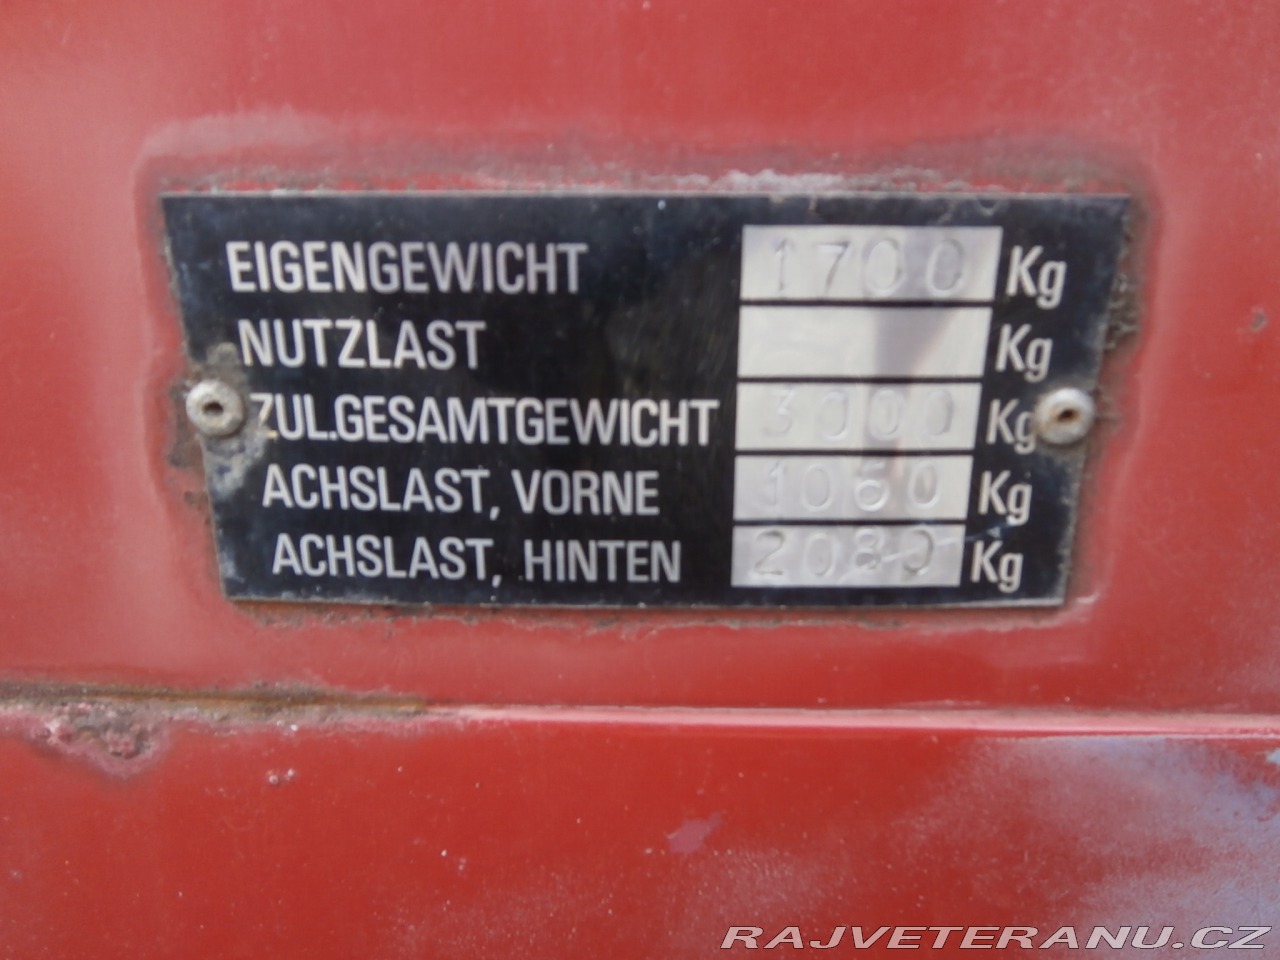 EIGENGEWICHT 1700 Kg
NUTZLAST Kg
ZUL.GESAMTGEWICHT 3000 Kg
ACHSLAST, VORNE 1060 Kg
ACHSLAST, HINTEN 2080 Kg
RAJVETERANU.CZ